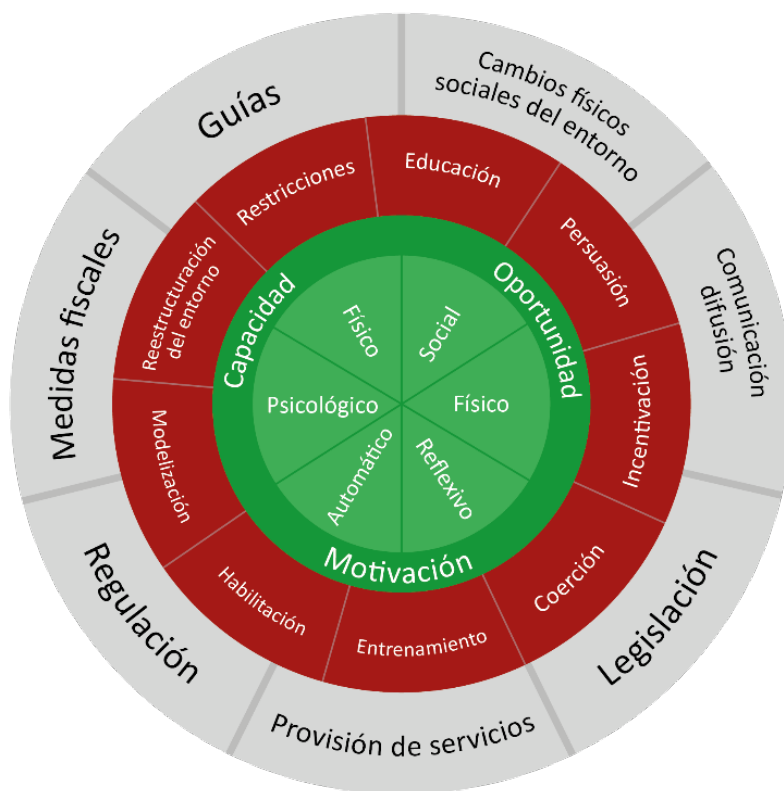 Guías
Cambios físicos
sociales del entorno
Comunicación
difusión
Legislación
Provisión de servicios
Regulación
Medidas fiscales
Restricciones
Educación
Persuasión
Incentivación
Coerción
Entrenamiento
Habilitación
Modelización
Reestructuración
del entorno
Capacidad
Oportunidad
Motivación
Físico
Social
Físico
Reflexivo
Automático
Psicológico